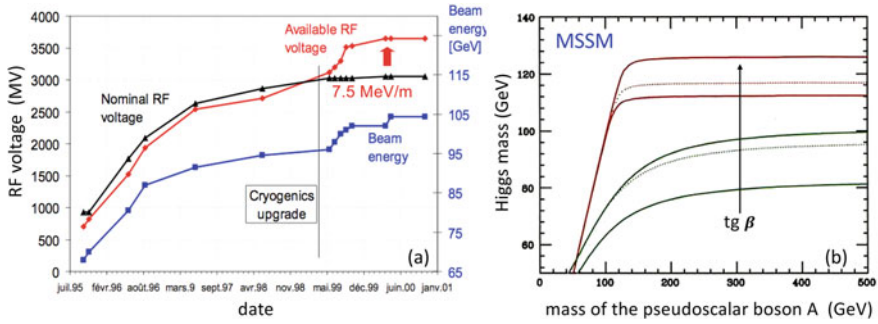 Available RF
voltage
Beam
energy
[GeV]
RF voltage (MV)
4000
3500
3000
2500
2000
1500
1000
500
0
125
115
105
95
85
75
65
Nominal RF
voltage
7.5 MeV/m
Beam
energy
Cryogenics
upgrade
(a)
juil.95
févr.96
août.96
mars.9
sept.97
avr.98
nov.98
mai.99
déc.99
juin.00
janv.01
date
MSSM
Higgs mass (GeV)
120
100
80
60
tg β
(b)
0
100
200
300
400
500
mass of the pseudoscalar boson A (GeV)